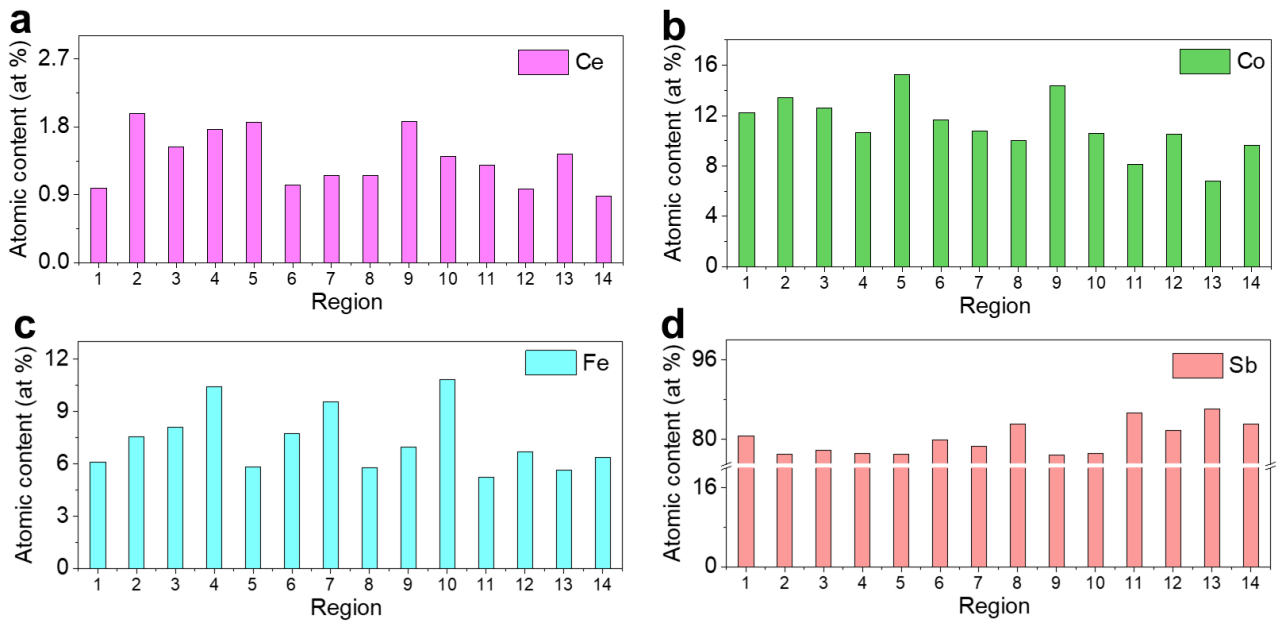 a
Atomic content (at %)
2.7
1.8
0.9
0.0
Ce
1 2 3 4 5 6 7 8 9 10 11 12 13 14
Region
b
Atomic content (at %)
16
12
8
4
0
Co
1 2 3 4 5 6 7 8 9 10 11 12 13 14
Region
c
Atomic content (at %)
12
9
6
3
0
Fe
1 2 3 4 5 6 7 8 9 10 11 12 13 14
Region
d
Atomic content (at %)
96
80
16
0
Sb
1 2 3 4 5 6 7 8 9 10 11 12 13 14
Region